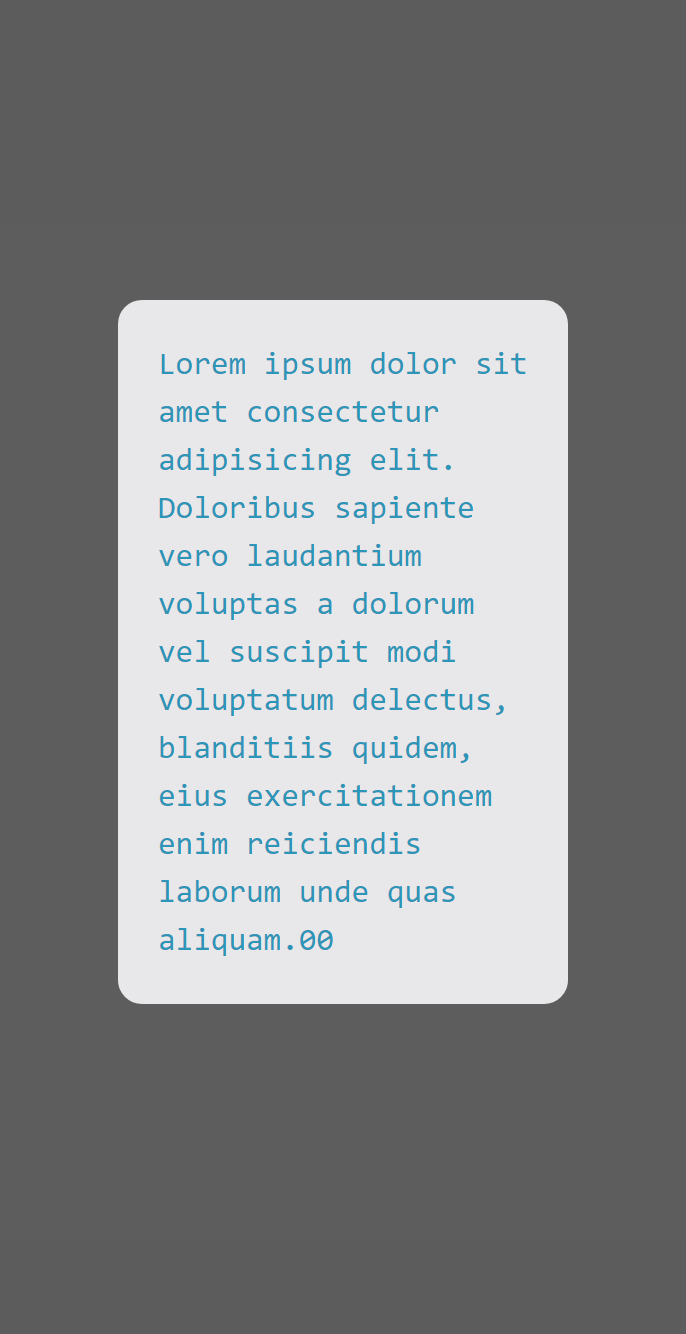 Lorem ipsum dolor sit
amet consectetur
adipisicing elit.
Doloribus sapiente
vero laudantium
voluptas a dolorum
vel suscipit modi
voluptatum delectus,
blanditiis quidem,
eius exercitationem
enim reiciendis
laborum unde quas
aliquam.00